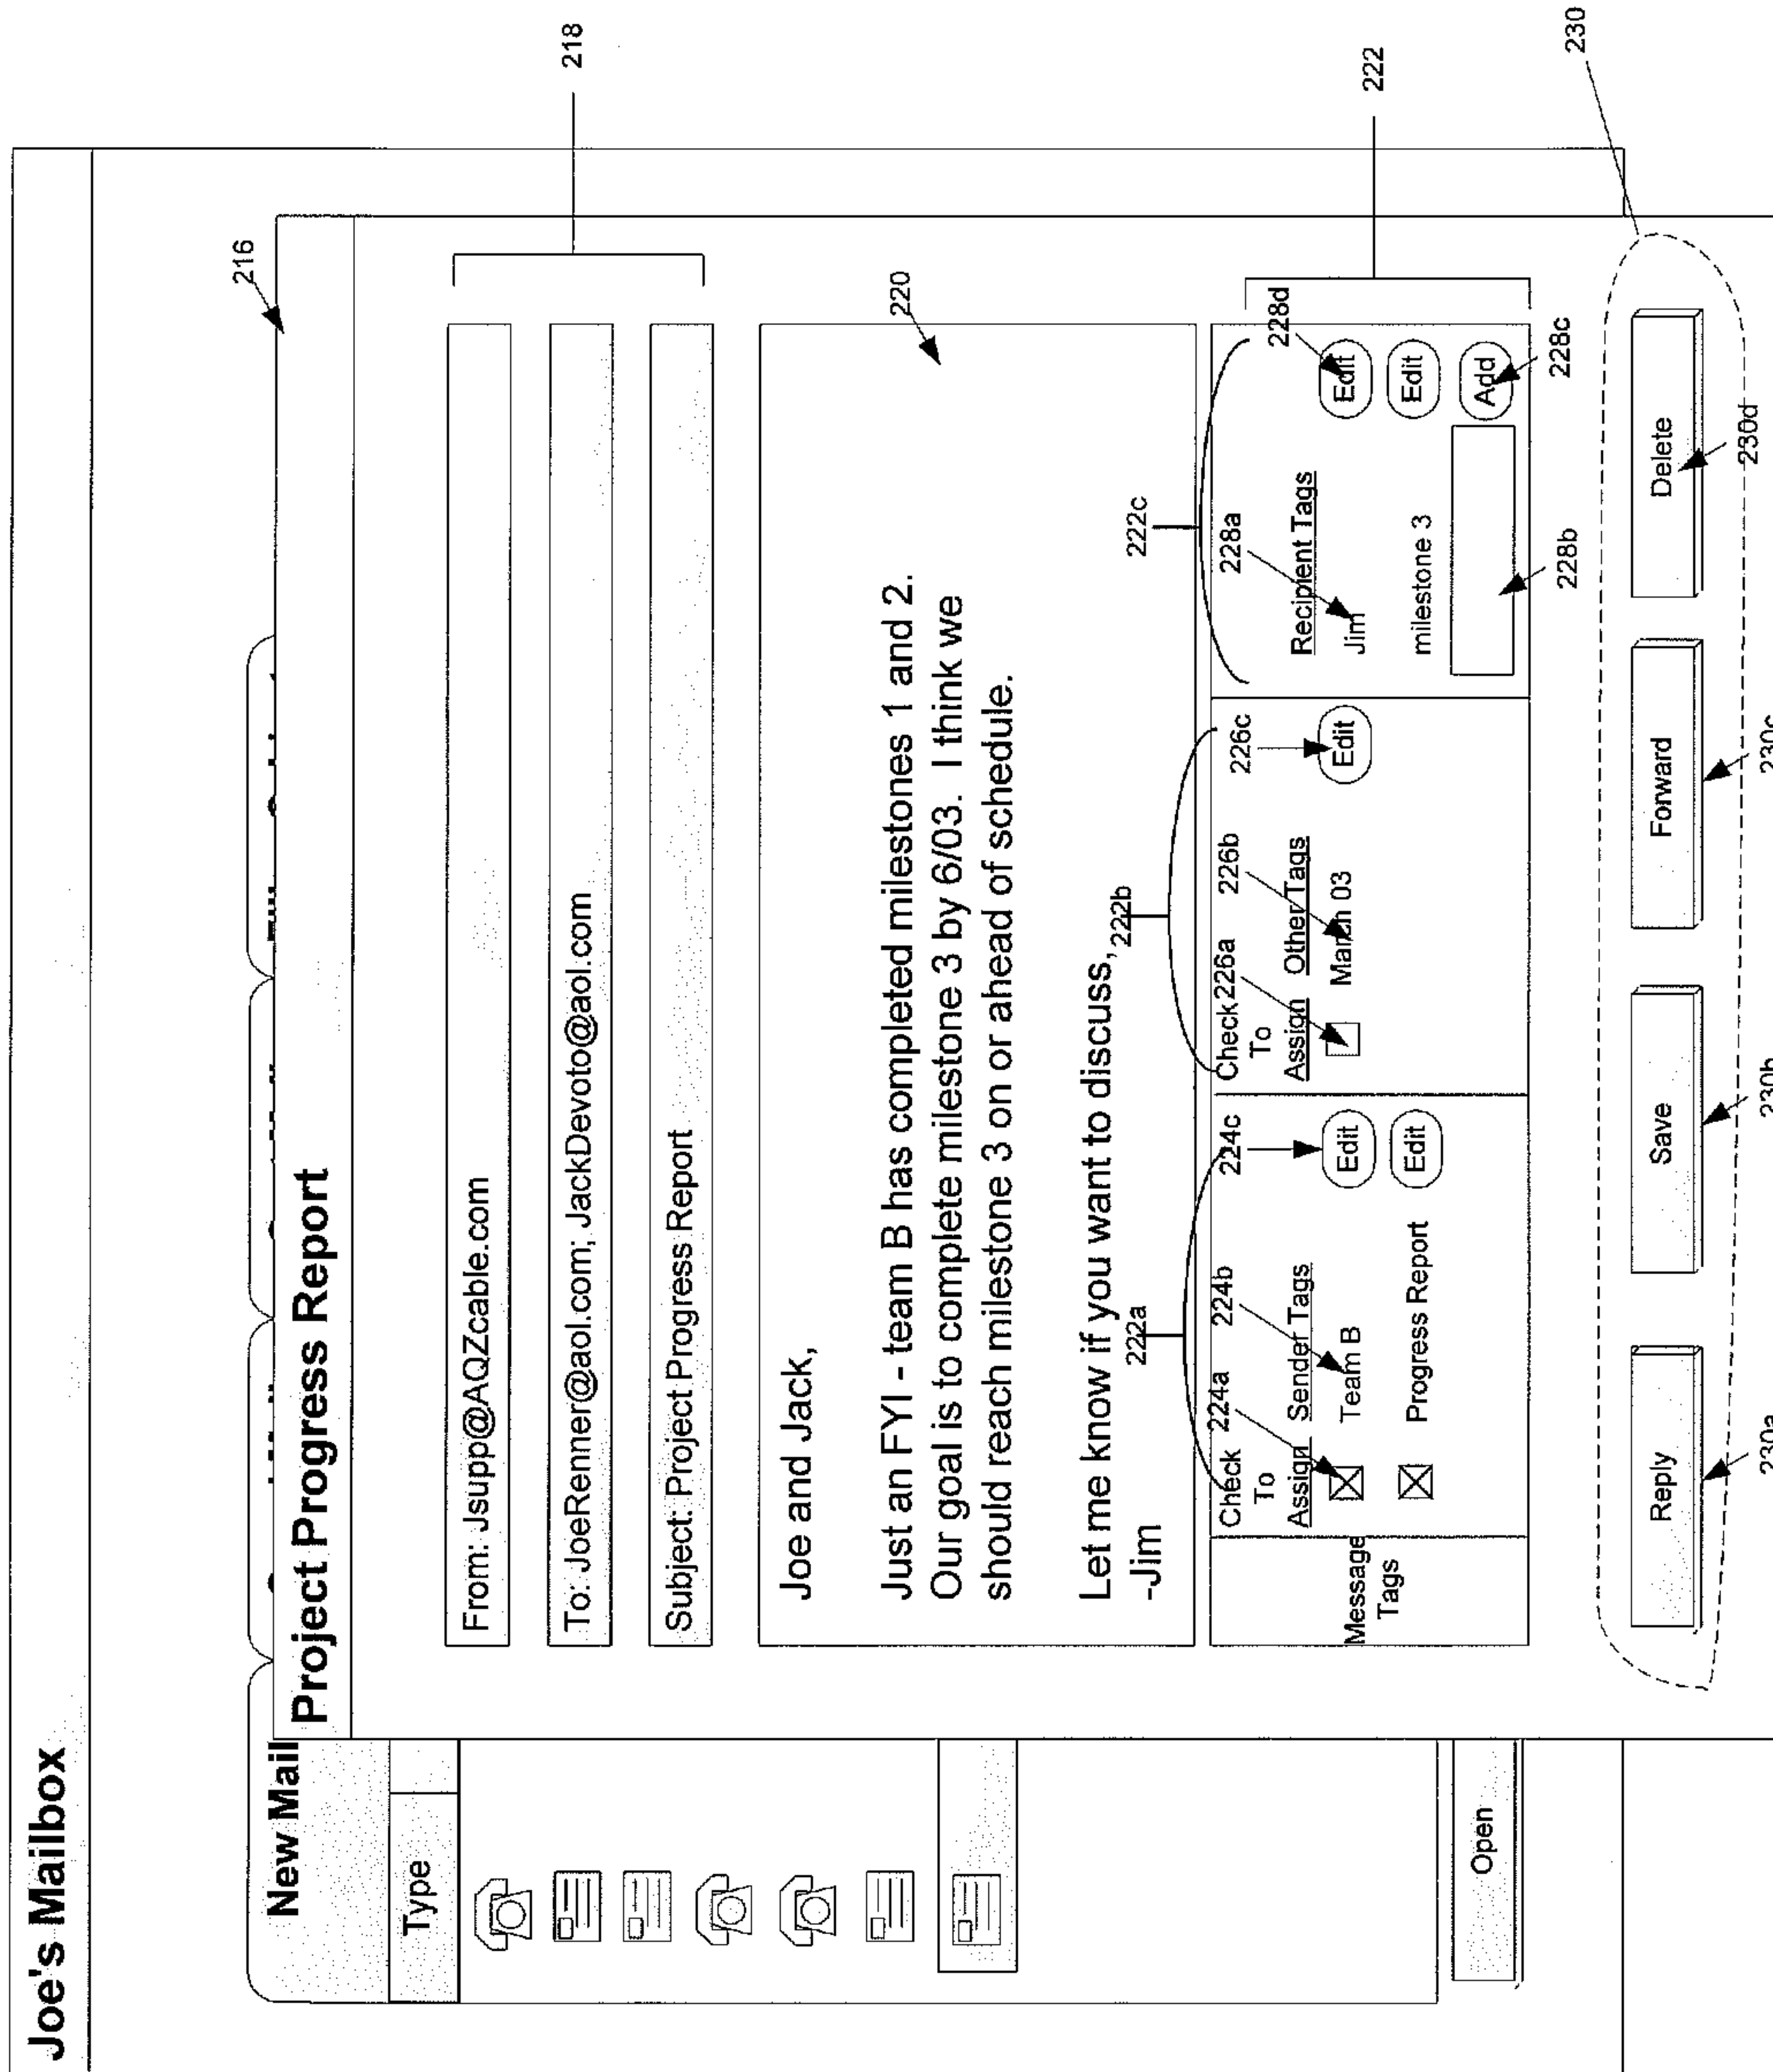 Joe's Mailbox
New Mail
Type
Open
216
Project Progress Report
From: Jsupp@AQZcable.com
To: JoeRenner@aol.com; JackDevoto@aol.com
Subject: Project Progress Report
218
220
Joe and Jack,
Just an FYI - team B has completed milestones 1 and 2.
Our goal is to complete milestone 3 by 6/03. I think we
should reach milestone 3 on or ahead of schedule.
Let me know if you want to discuss,
-Jim
222a
222b
222c
222
Message
Tags
Check
To
Assign
224a
Sender Tags
224b
224c
Team B
Edit
Progress Report
Edit
Check
To
Assign
226a
Other Tags
226b
226c
March 03
Edit
228a
Recipient Tags
228d
Jim
Edit
milestone 3
Edit
Add
228b
228c
230
Reply
Save
Forward
Delete
230a
230b
230c
230d